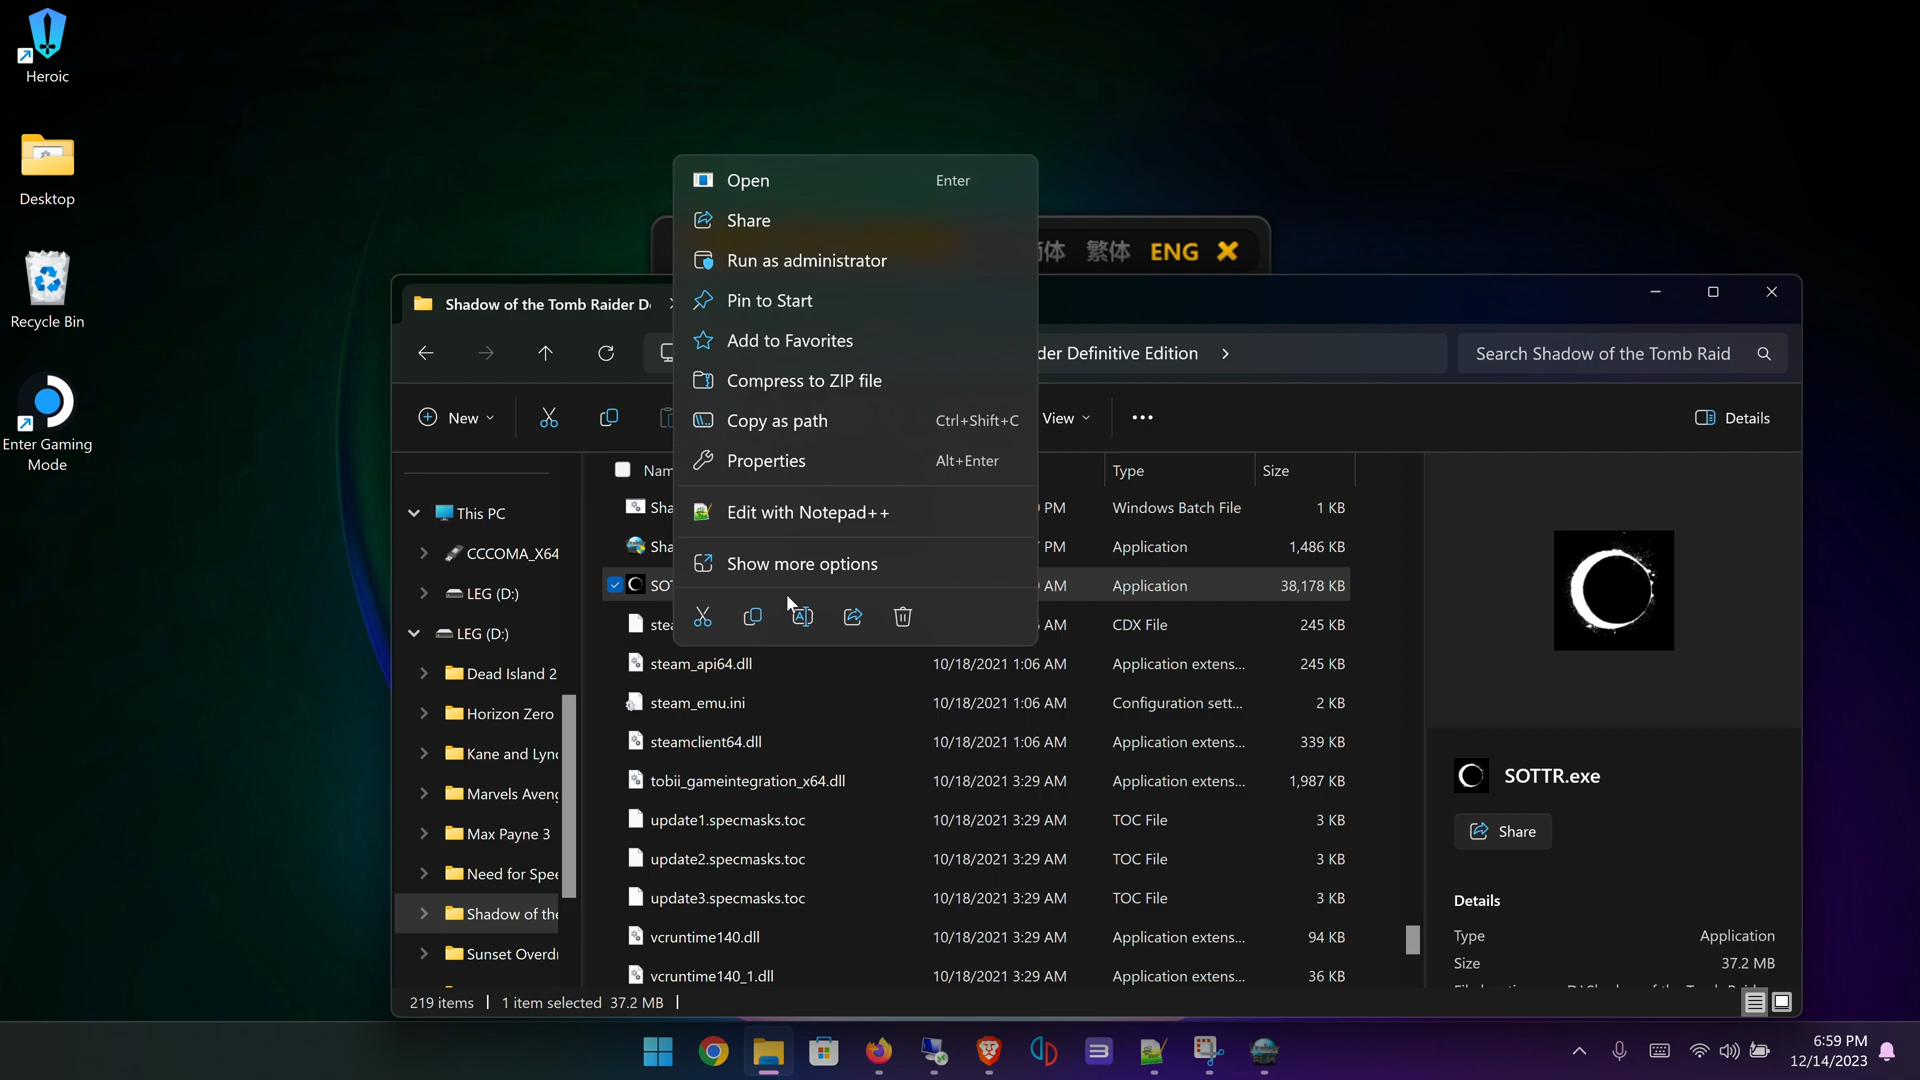 Heroic
Desktop
Recycle Bin
Enter Gaming
Mode
体 繁体 ENG
Open Enter
Share
Run as administrator
Pin to Start
Add to Favorites
Compress to ZIP file
Copy as path Ctrl+Shift+C
Properties Alt+Enter
Edit with Notepad++
Show more options
Shadow of the Tomb Raider D
der Definitive Edition
Search Shadow of the Tomb Raid
New
View
Details
Nam Type Size
This PC
CCCOMA_X64
LEG (D:)
LEG (D:)
Dead Island 2
Horizon Zero
Kane and Lyn
Marvels Aveng
Max Payne 3
Need for Spee
Shadow of the
Sunset Overd
Sha PM Windows Batch File 1 KB
Sha PM Application 1,486 KB
SOT AM Application 38,178 KB
stea AM CDX File 245 KB
steam_api64.dll 10/18/2021 1:06 AM Application extens... 245 KB
steam_emu.ini 10/18/2021 1:06 AM Configuration sett... 2 KB
steamclient64.dll 10/18/2021 1:06 AM Application extens... 339 KB
tobii_gameintegration_x64.dll 10/18/2021 3:29 AM Application extens... 1,987 KB
update1.specmasks.toc 10/18/2021 3:29 AM TOC File 3 KB
update2.specmasks.toc 10/18/2021 3:29 AM TOC File 3 KB
update3.specmasks.toc 10/18/2021 3:29 AM TOC File 3 KB
vcruntime140.dll 10/18/2021 3:29 AM Application extens... 94 KB
vcruntime140_1.dll 10/18/2021 3:29 AM Application extens... 36 KB
SOTTR.exe
Share
Details
Type Application
Size 37.2 MB
219 items 1 item selected 37.2 MB
6:59 PM
12/14/2023